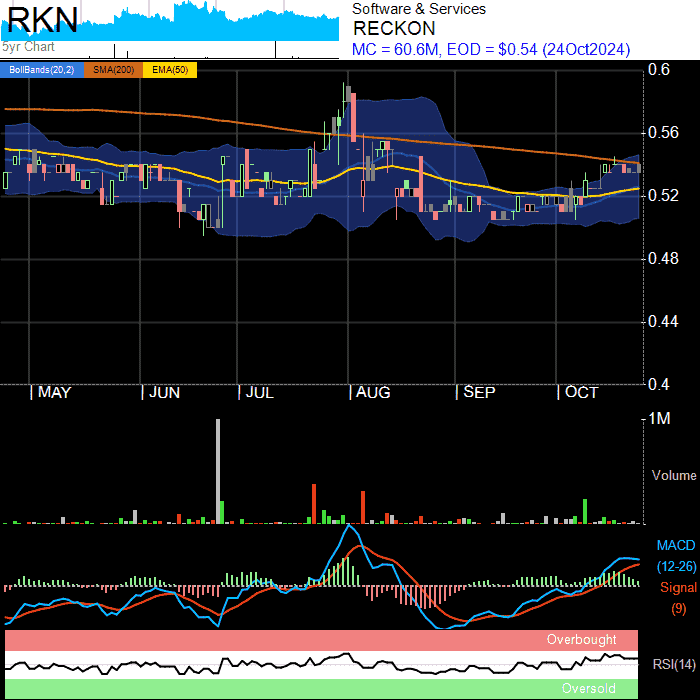 RKN
5yr Chart
Software & Services
RECKON
MC = 60.6M, EOD = $0.54 (24Oct2024)
BollBands(20,2) SMA(200) EMA(50)
0.6
0.56
0.52
0.48
0.44
0.4
MAY JUN JUL AUG SEP OCT
1M
Volume
MACD
(12-26)
Signal
(9)
Overbought
RSI(14)
Oversold